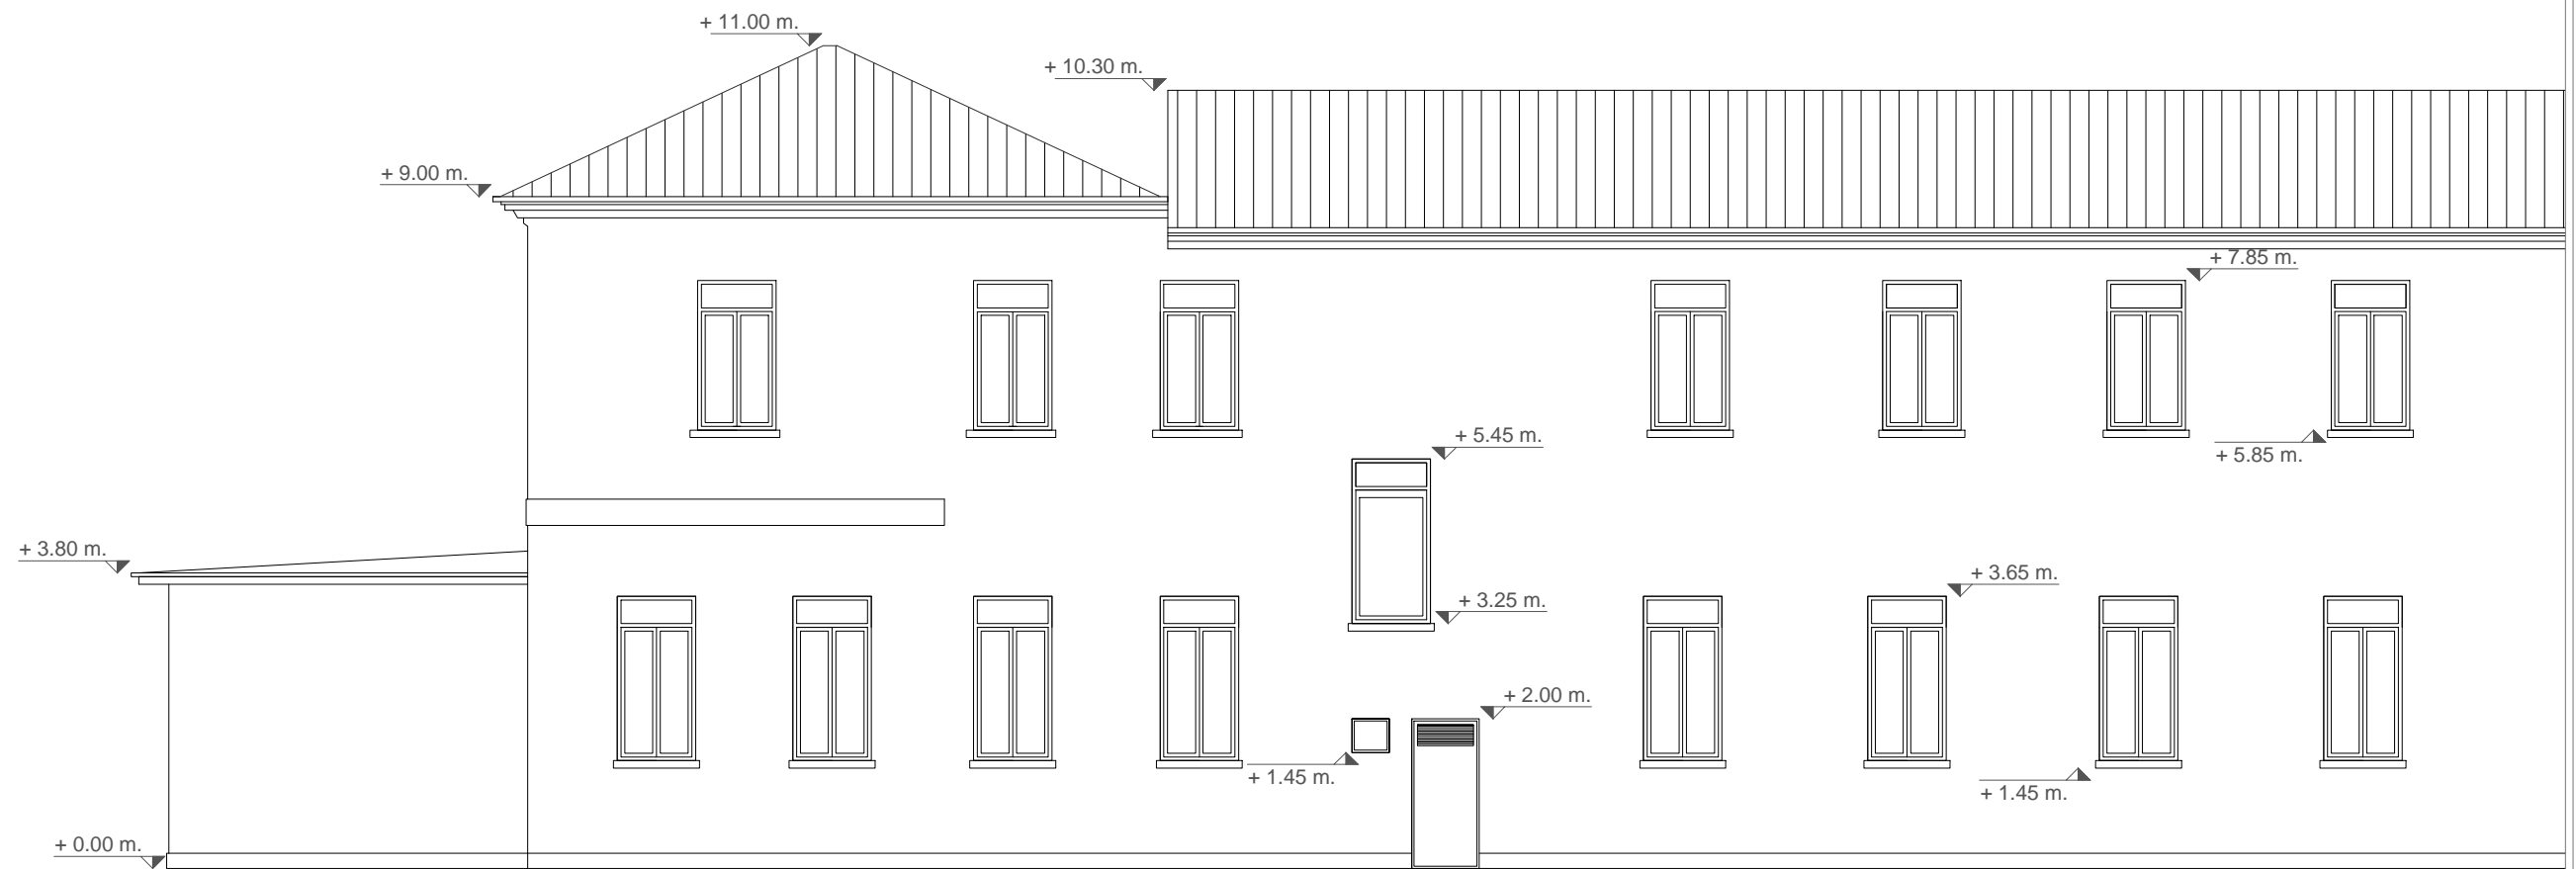 + 11.00 m.
+ 10.30 m.
+ 9.00 m.
+ 7.85 m.
+ 5.45 m.
+ 5.85 m.
+ 3.80 m.
+ 3.65 m.
+ 3.25 m.
+ 2.00 m.
+ 1.45 m.
+ 1.45 m.
+ 0.00 m.